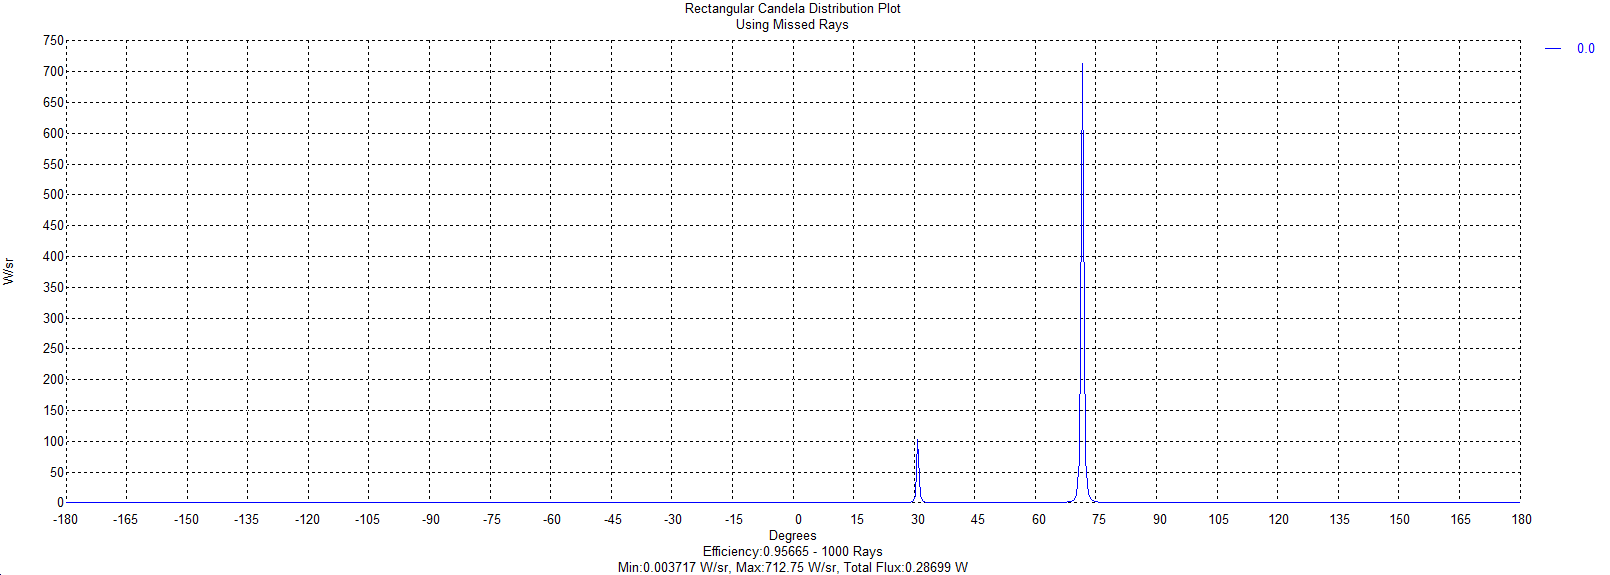 Rectangular Candela Distribution Plot
Using Missed Rays
0.0
750
700
650
600
550
500
450
400
350
300
250
200
150
100
50
0
W/sr
-180 -165 -150 -135 -120 -105 -90 -75 -60 -45 -30 -15 0 15 30 45 60 75 90 105 120 135 150 165 180
Degrees
Efficiency:0.95665 - 1000 Rays
Min:0.003717 W/sr, Max:712.75 W/sr, Total Flux:0.28699 W